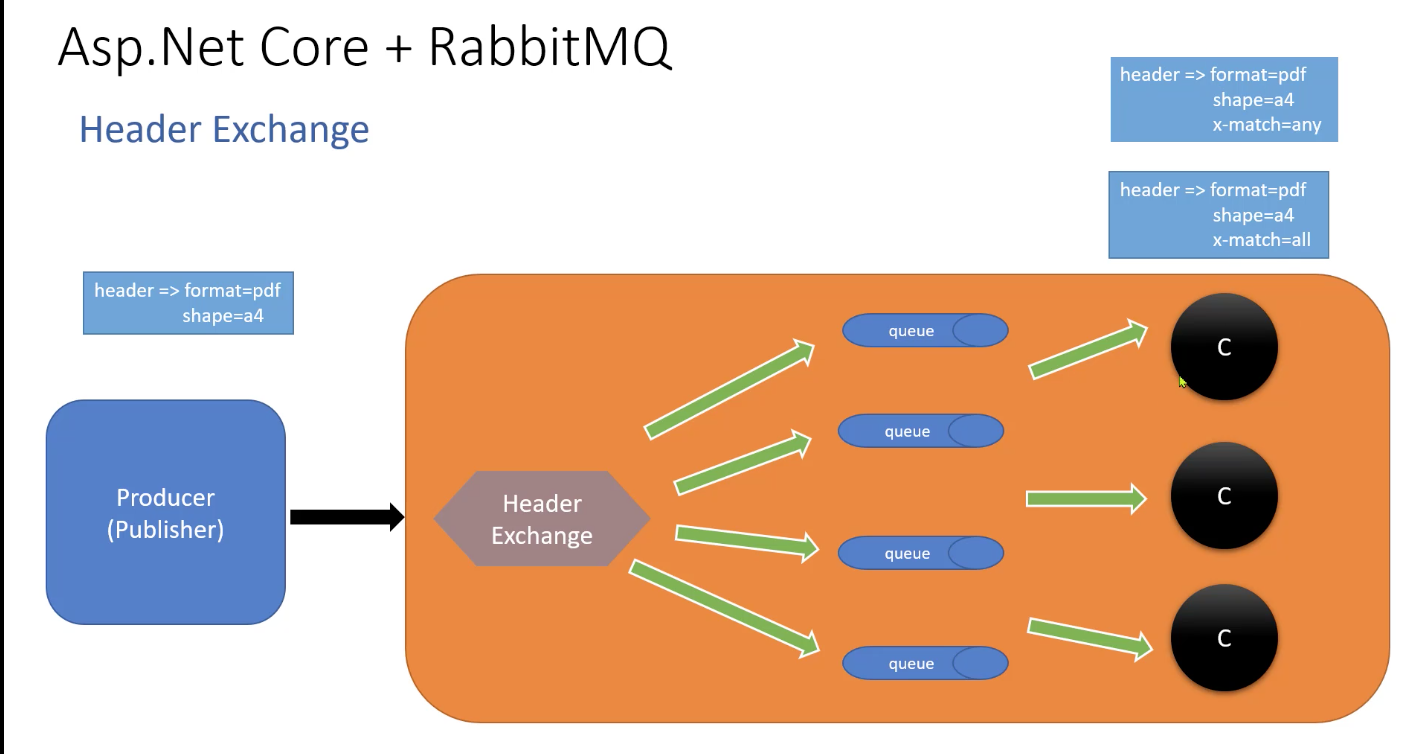 Asp.Net Core + RabbitMQ
Header Exchange
header => format=pdf
shape=a4
x-match=any
header => format=pdf
shape=a4
x-match=all
header => format=pdf
shape=a4
Producer
(Publisher)
Header
Exchange
queue
queue
queue
queue
C
C
C